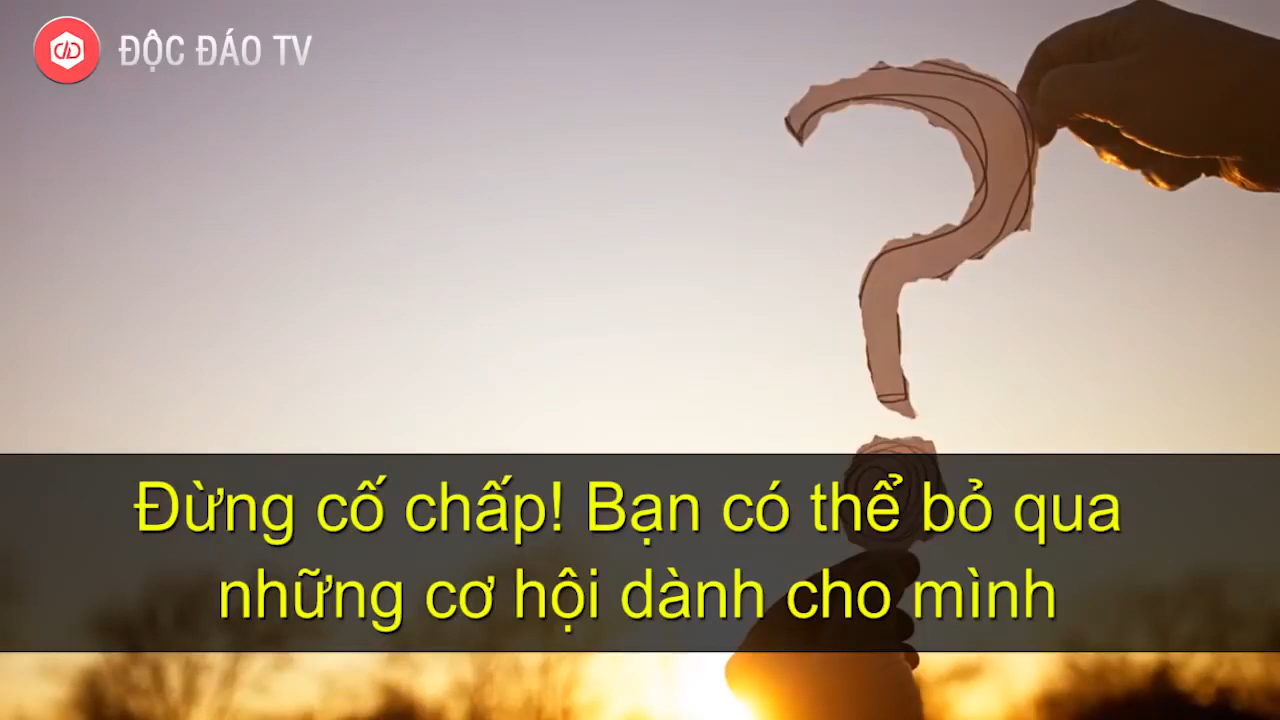 ĐỘC ĐÁO TV
Đừng cố chấp! Bạn có thể bỏ qua
những cơ hội dành cho mình